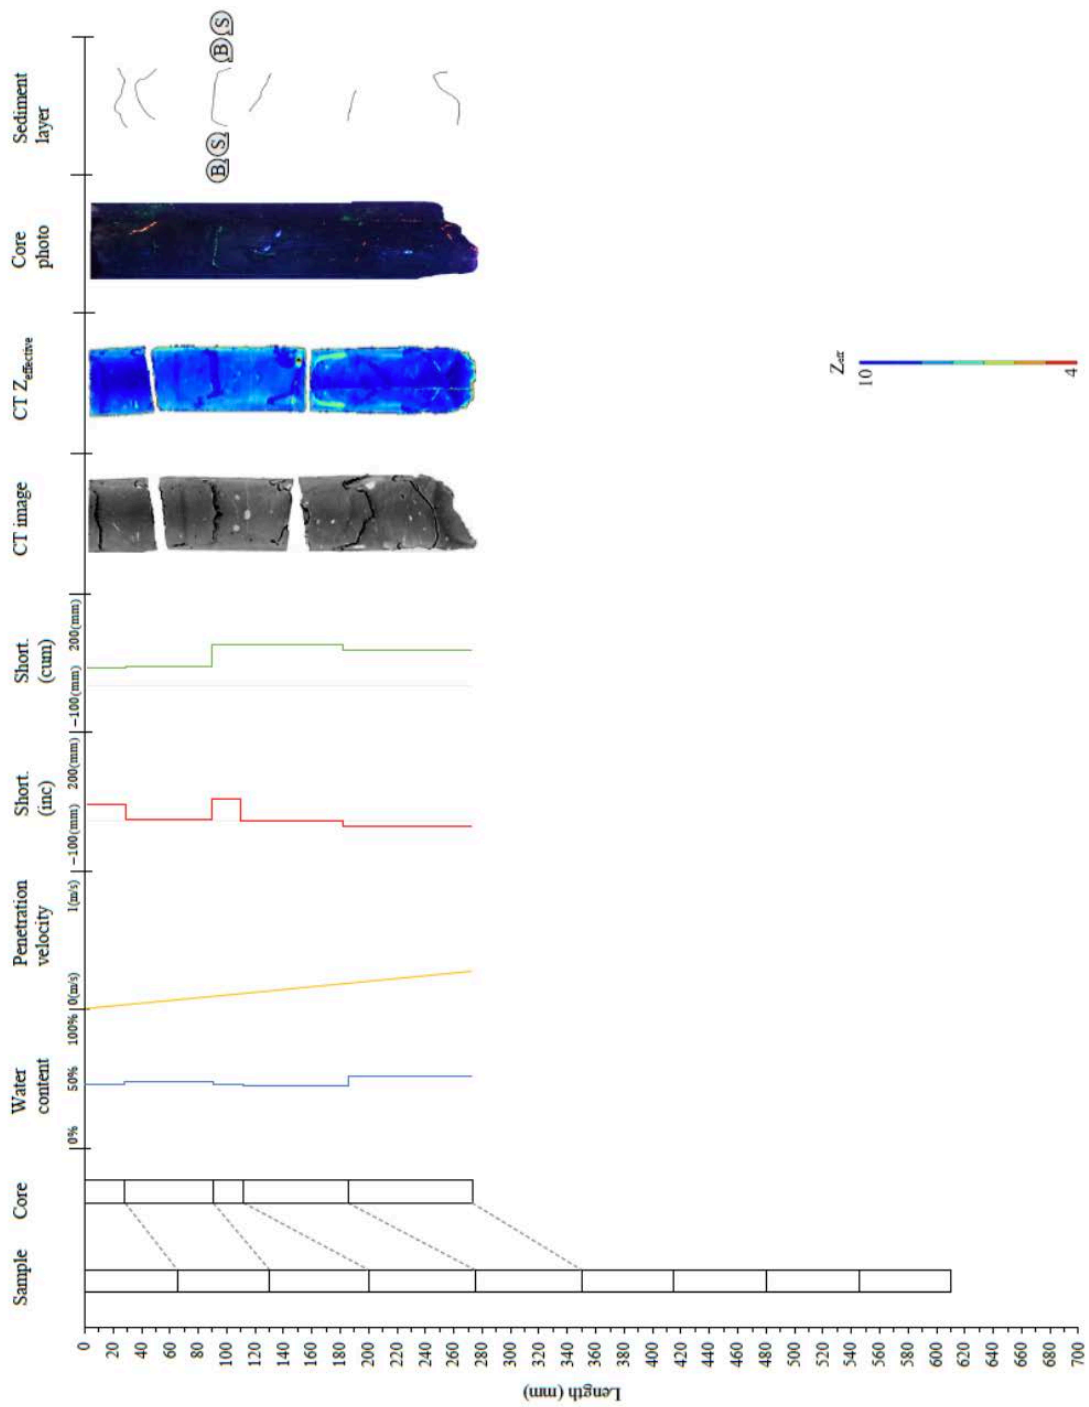 Sample
Core
Water
content
0%
50%
100%
Penetration
velocity
0(m/s)
1(m/s)
Short.
(inc)
−100(mm)
200(mm)
Short.
(cum)
−100(mm)
200(mm)
CT image
CT Zeffective
Core
photo
Sediment
layer
B S
B S
0
20
40
60
80
100
120
140
160
180
200
220
240
260
280
300
320
340
360
380
400
420
440
460
480
500
520
540
560
580
600
620
640
660
680
700
Length (mm)
Zeff
10
4